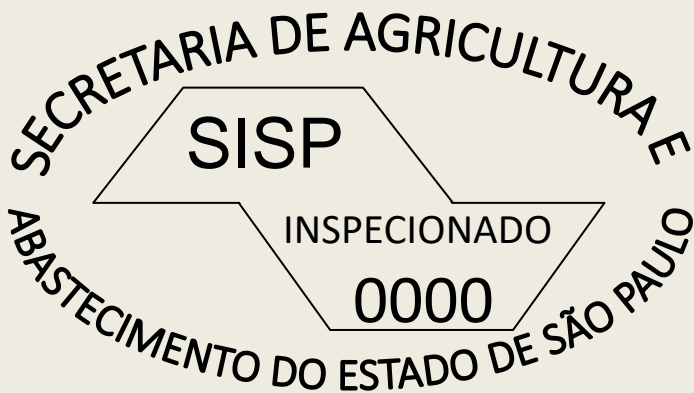 SECRETARIA DE AGRICULTURA E
SISP
INSPECIONADO
0000
ABASTECIMENTO DO ESTADO DE SÃO PAULO